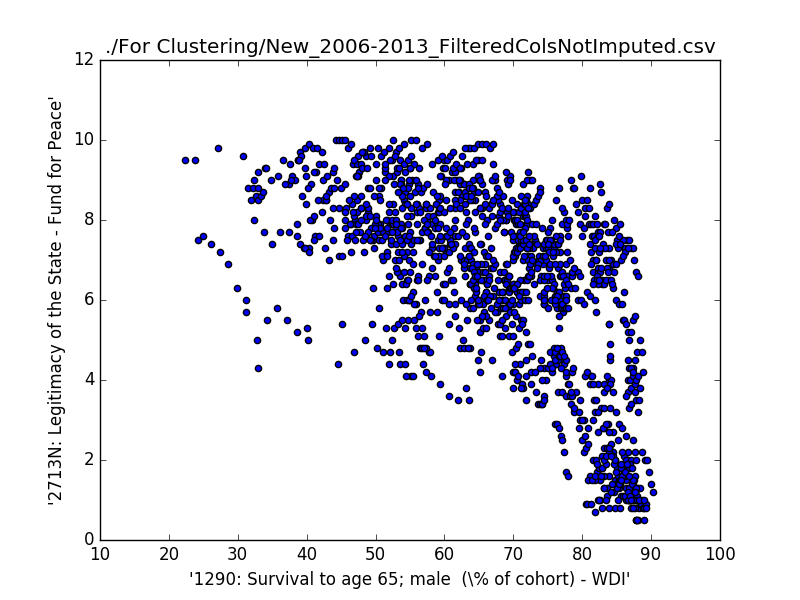 ./For Clustering/New_2006-2013_FilteredColsNotImputed.csv
12
10
8
6
4
2
0
'2713N: Legitimacy of the State - Fund for Peace'
10 20 30 40 50 60 70 80 90 100
'1290: Survival to age 65; male  (\% of cohort) - WDI'